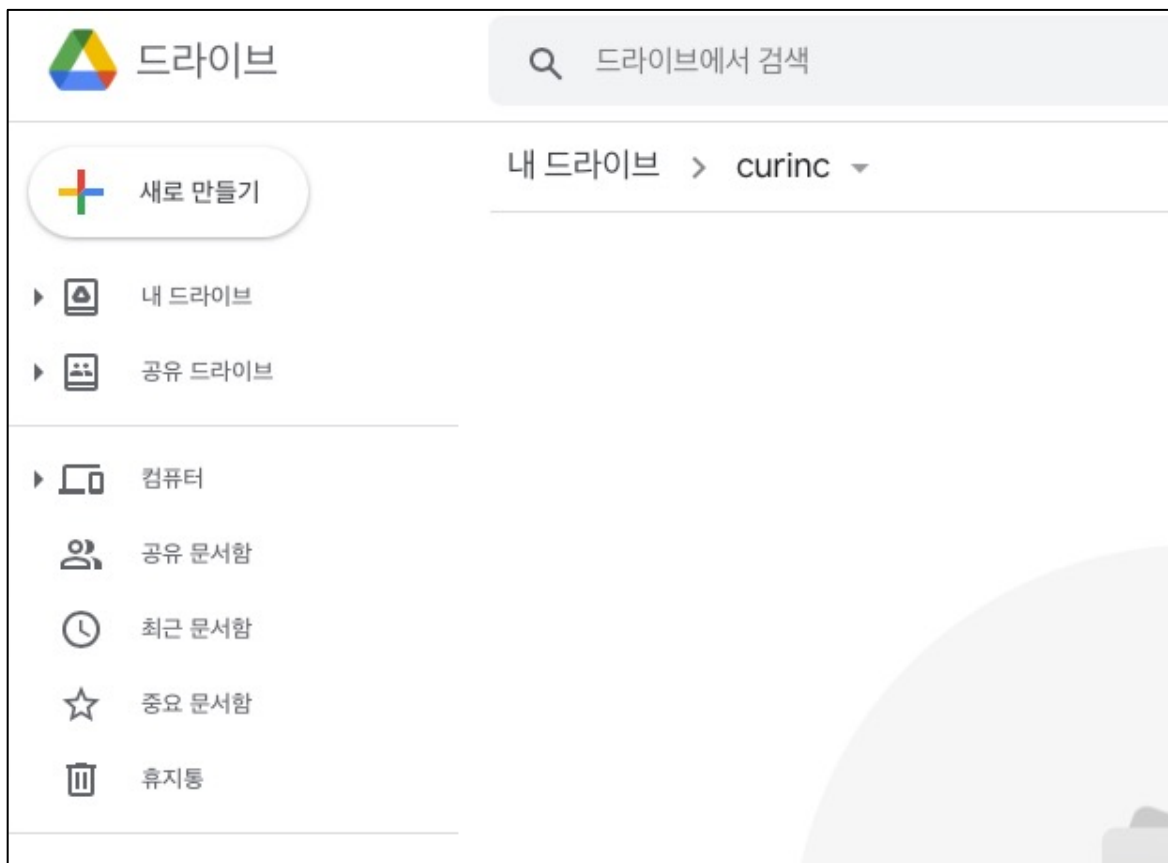 드라이브
드라이브에서 검색
새로 만들기
내 드라이브 > curinc
내 드라이브
공유 드라이브
컴퓨터
공유 문서함
최근 문서함
중요 문서함
휴지통